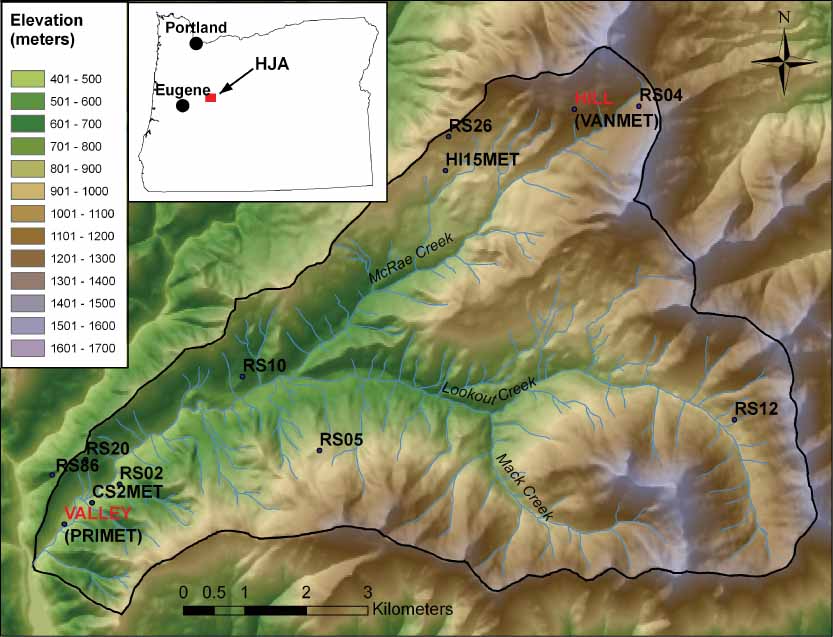 Elevation
(meters)
401 - 500
501 - 600
601 - 700
701 - 800
801 - 900
901 - 1000
1001 - 1100
1101 - 1200
1201 - 1300
1301 - 1400
1401 - 1500
1501 - 1600
1601 - 1700
Portland
HJA
Eugene
N
HILL
RS04
(VANMET)
RS26
HI15MET
McRae Creek
RS10
Lookout Creek
RS12
RS05
RS20
RS86
RS02
CS2MET
Mack Creek
VALLEY
(PRIMET)
0 0.5 1 2 3
Kilometers